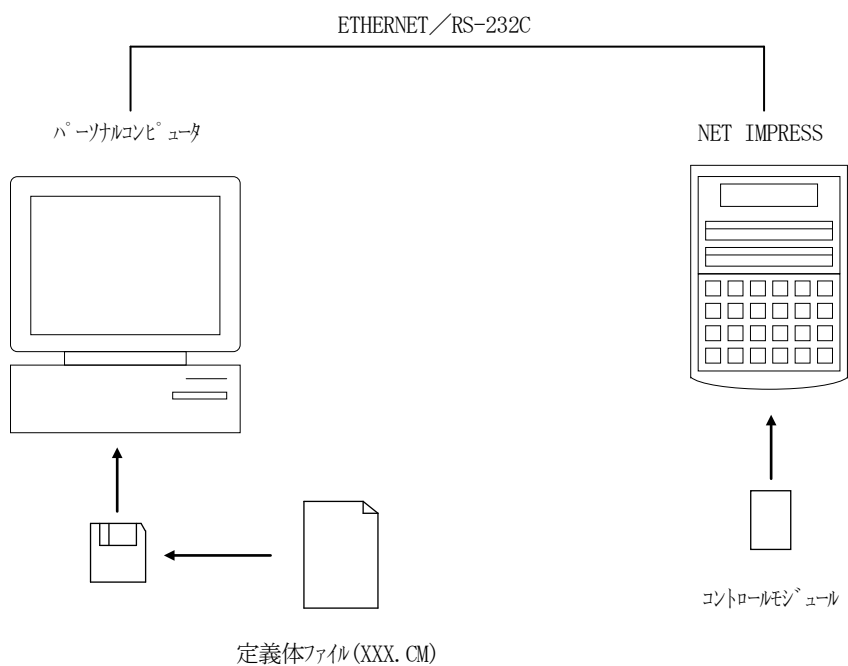 ETHERNET／RS-232C
ﾊﾟｰｿﾅﾙｺﾝﾋﾟｭｰﾀ
NET IMPRESS
ｺﾝﾄﾛｰﾙﾓｼﾞｭｰﾙ
定義体ﾌｧｲﾙ(XXX.CM)